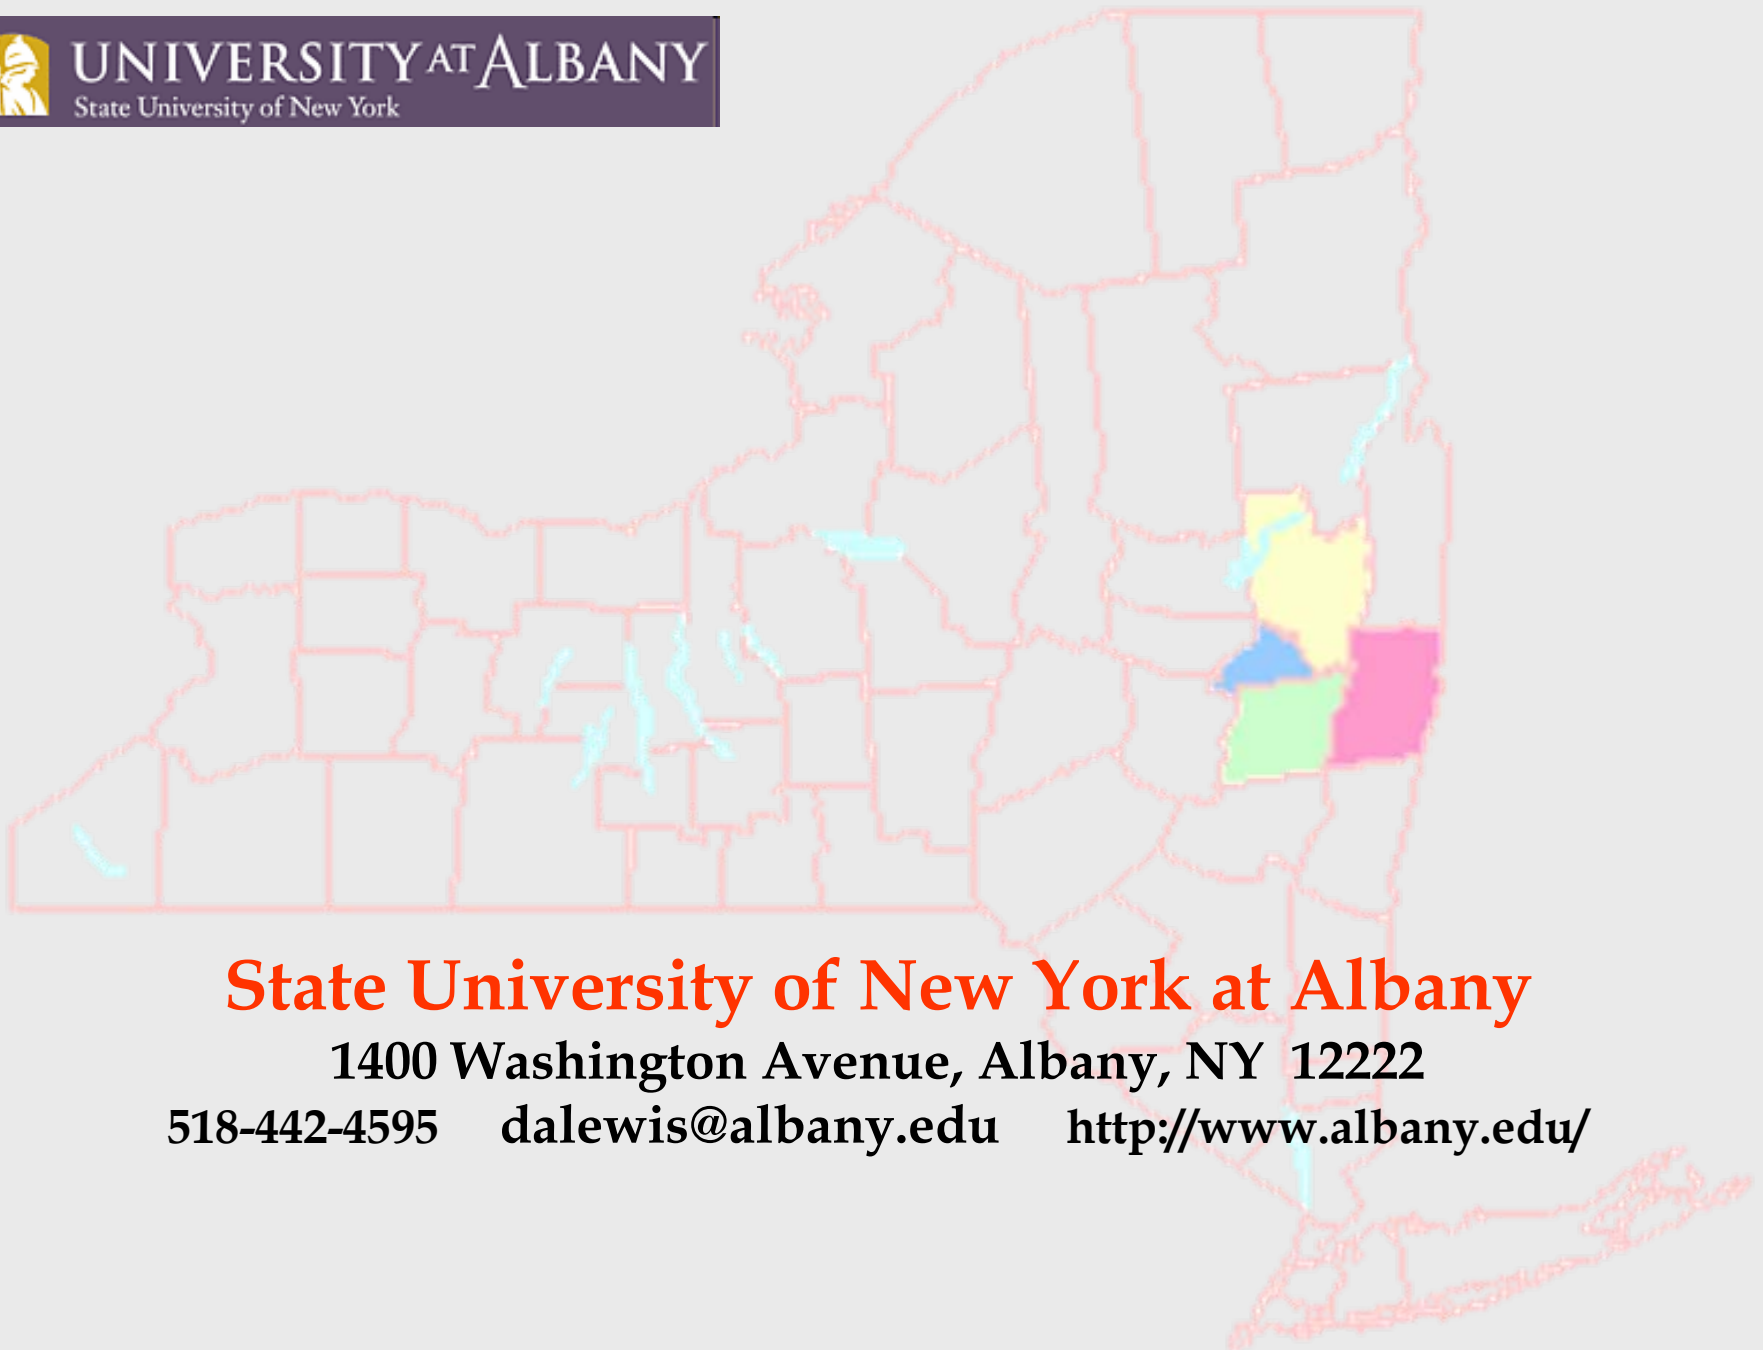 UNIVERSITY AT ALBANY
State University of New York
State University of New York at Albany
1400 Washington Avenue, Albany, NY 12222
518-442-4595 dalewis@albany.edu http://www.albany.edu/